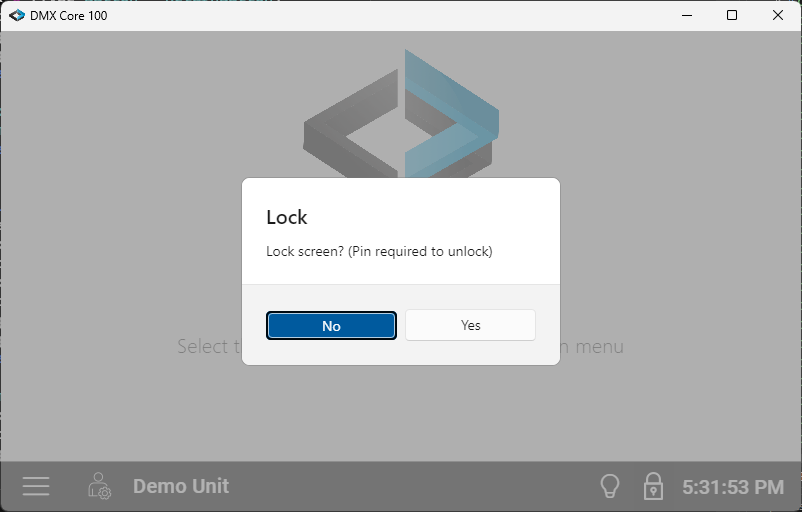 DMX Core 100
Lock
Lock screen? (Pin required to unlock)
No
Yes
Select
menu
Demo Unit
5:31:53 PM